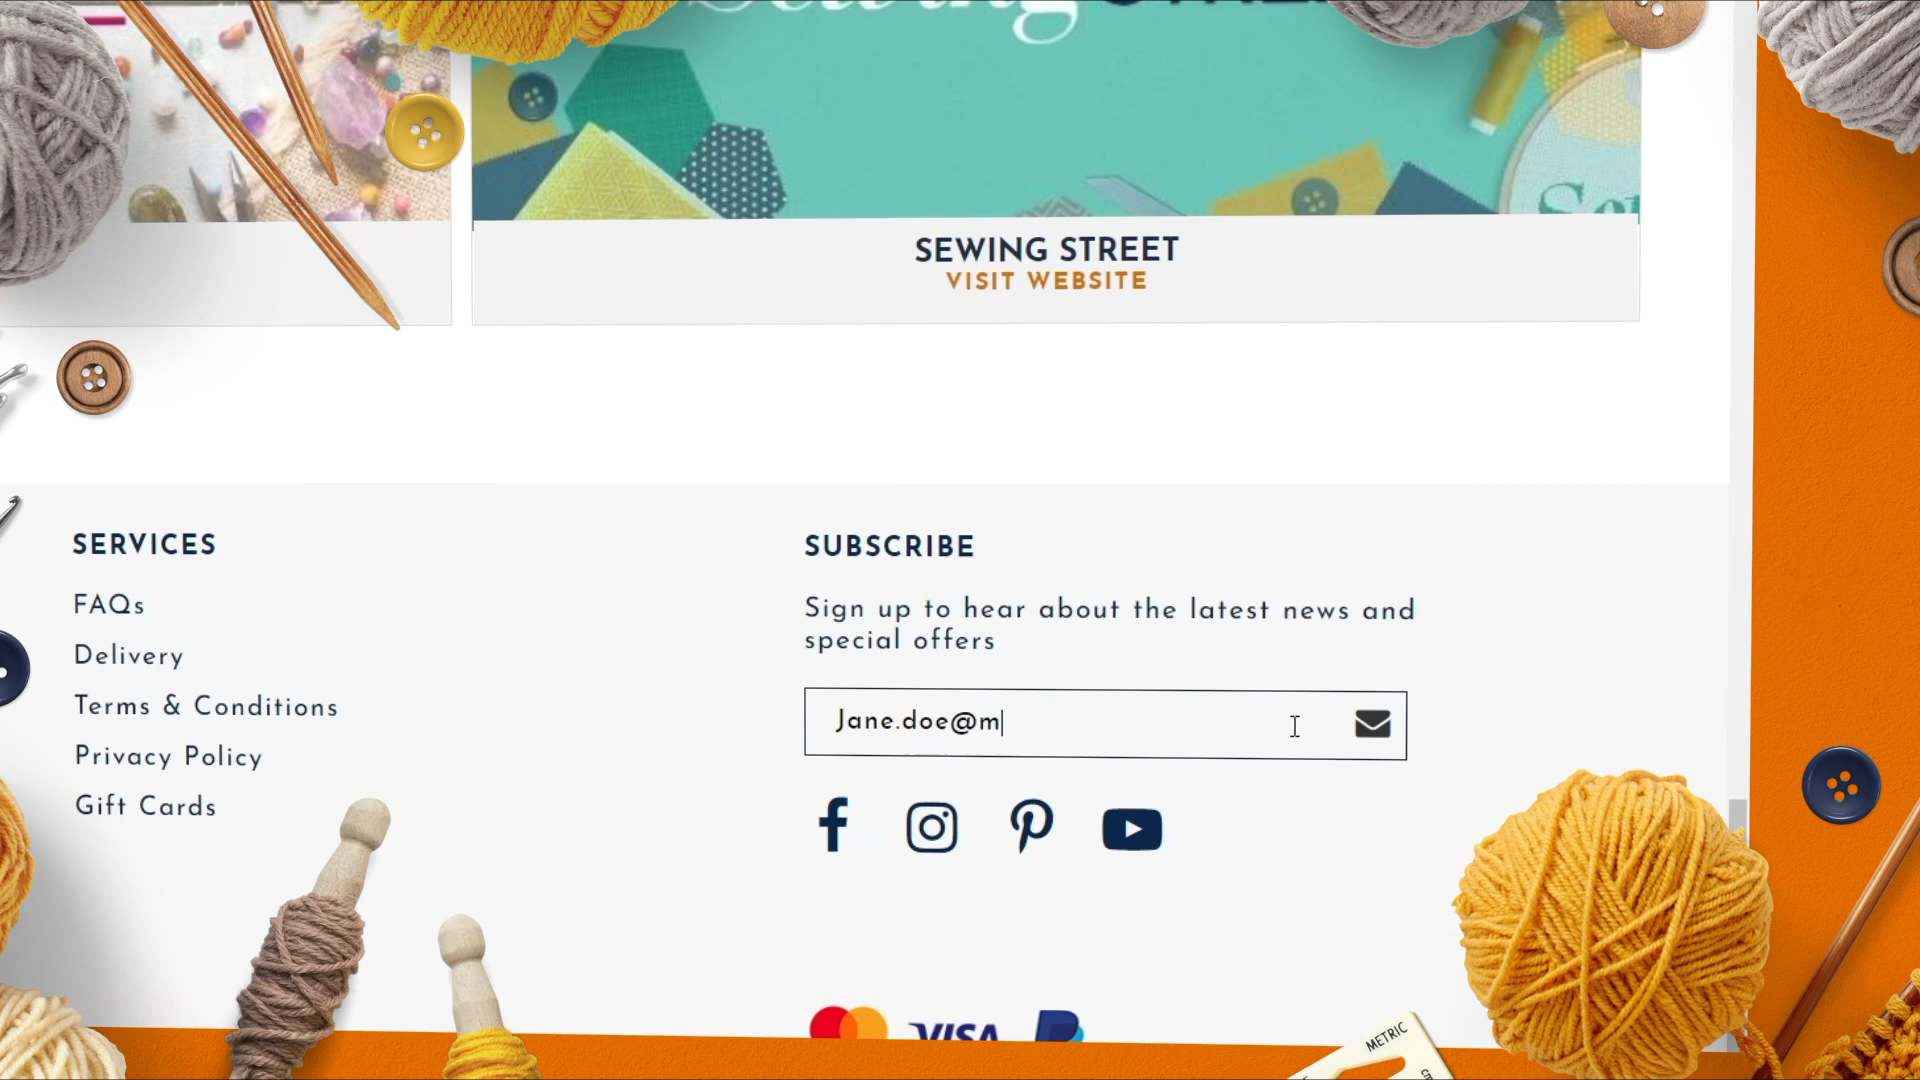 SEWING STREET
VISIT WEBSITE
SERVICES
FAQs
Delivery
Terms & Conditions
Privacy Policy
Gift Cards
SUBSCRIBE
Sign up to hear about the latest news and
special offers
Jane.doe@m
VISA
METRIC